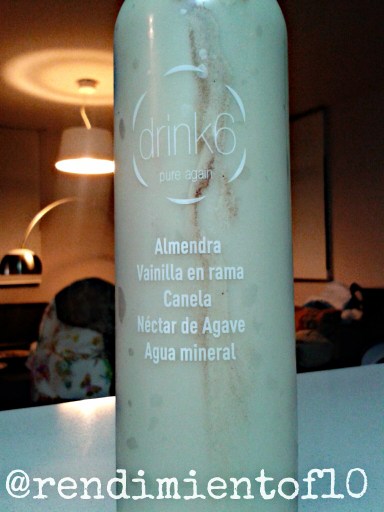 drink6
pure again
Almendra
Vainilla en rama
Canela
Néctar de Agave
Agua mineral
@rendimientof10